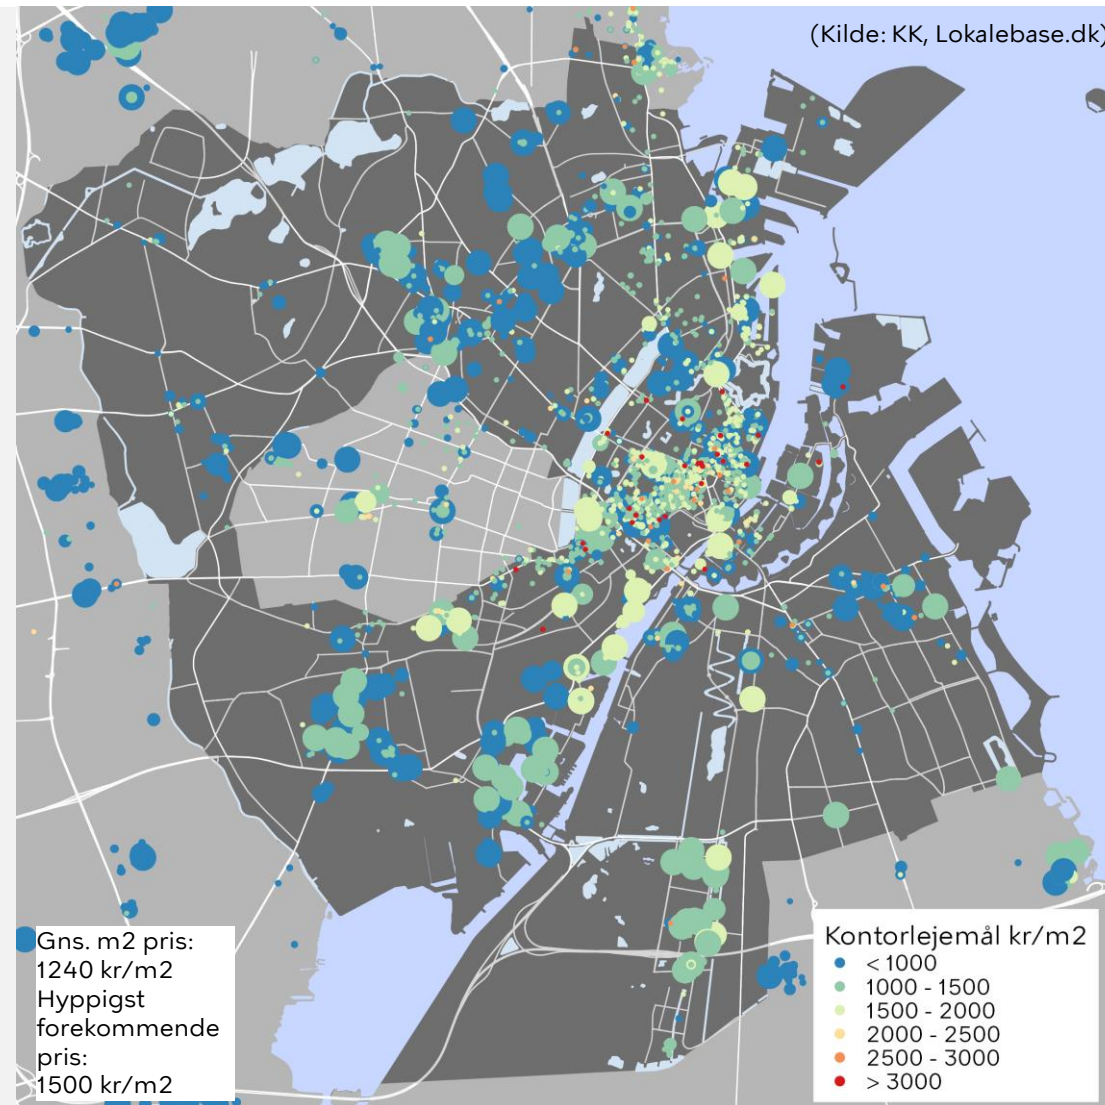 (Kilde: KK, Lokalebase.dk)
Gns. m2 pris:
1240 kr/m2
Hyppigst
forekommende
pris:
1500 kr/m2
Kontorlejemål kr/m2
< 1000
1000 - 1500
1500 - 2000
2000 - 2500
2500 - 3000
> 3000